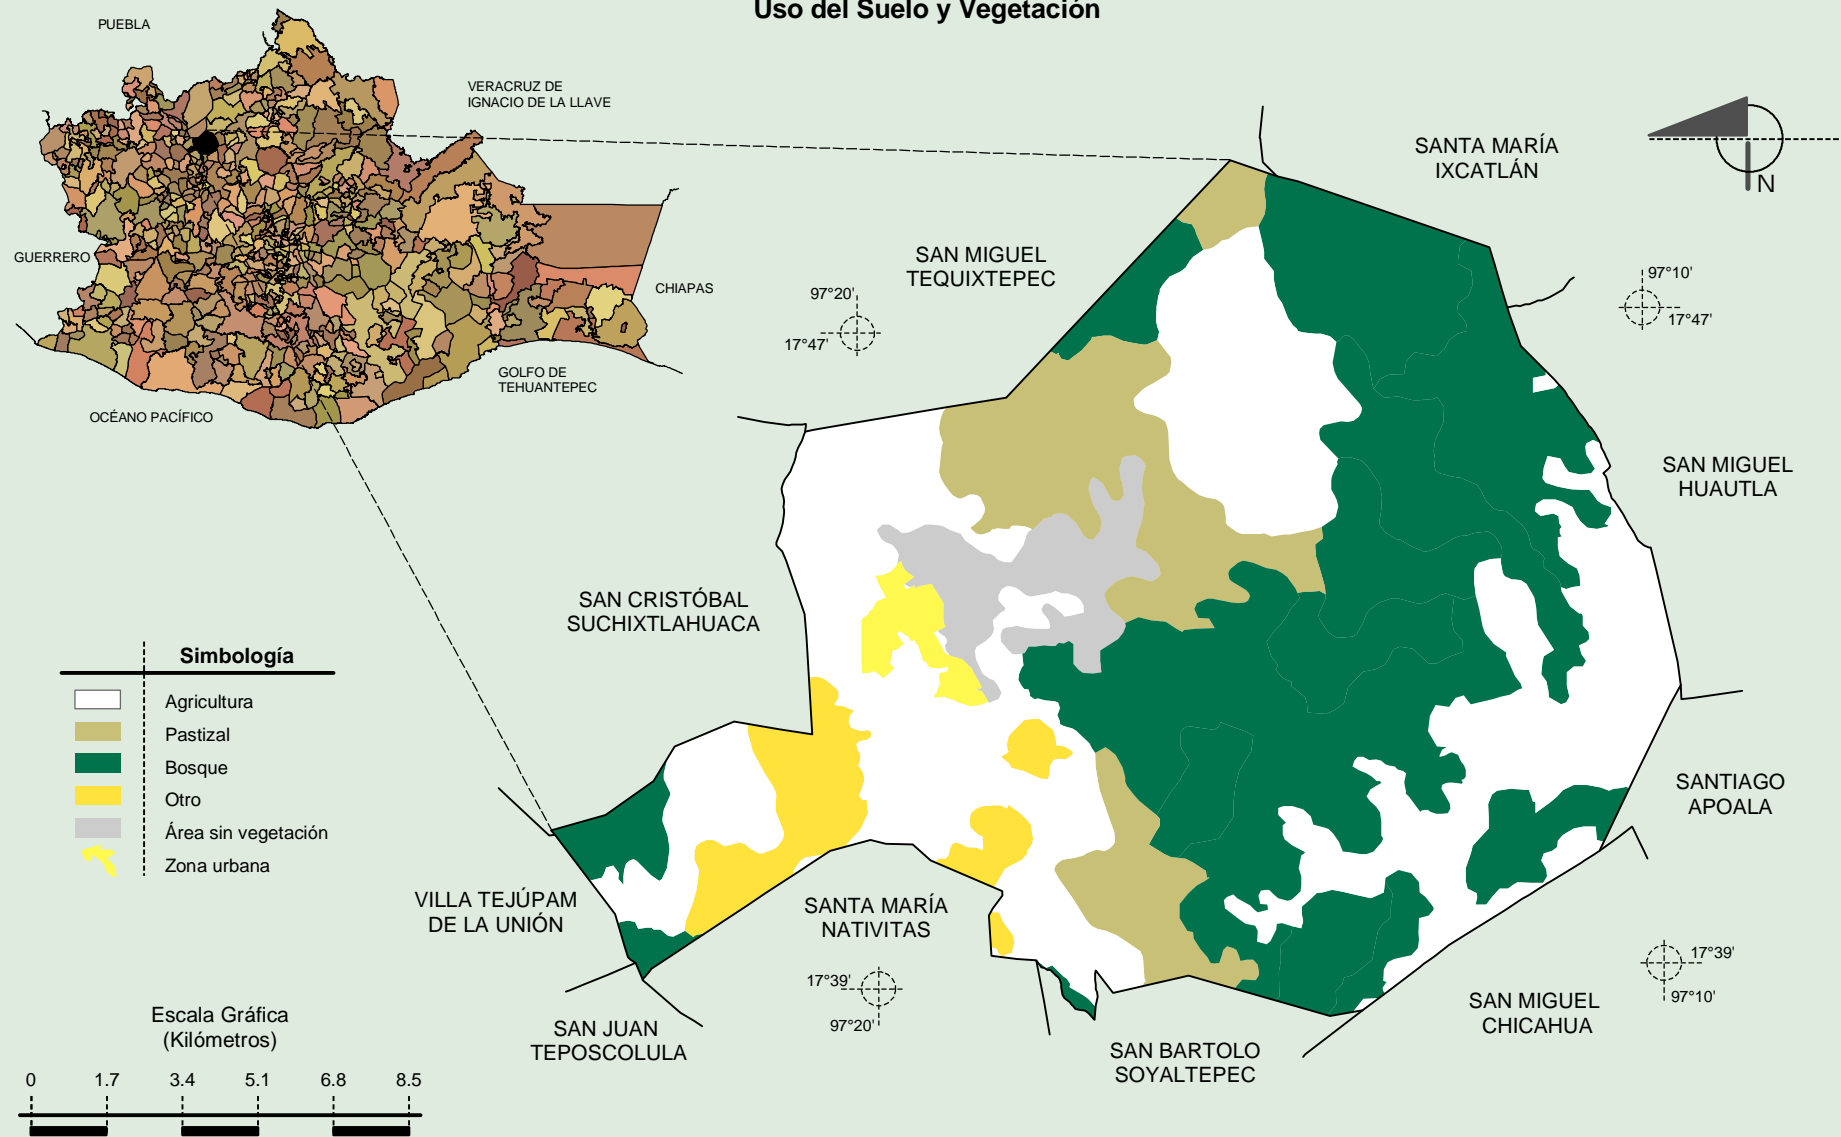 Uso del Suelo y Vegetación
PUEBLA
VERACRUZ DE
IGNACIO DE LA LLAVE
GUERRERO
CHIAPAS
GOLFO DE
TEHUANTEPEC
OCÉANO PACÍFICO
SANTA MARÍA
IXCATLÁN
N
SAN MIGUEL
TEQUIXTEPEC
97°20'
17°47'
97°10'
17°47'
SAN MIGUEL
HUAUTLA
SAN CRISTÓBAL
SUCHIXTLAHUACA
Simbología
Agricultura
Pastizal
Bosque
Otro
Área sin vegetación
Zona urbana
SANTIAGO
APOALA
VILLA TEJÚPAM
DE LA UNIÓN
SANTA MARÍA
NATIVITAS
17°39'
97°20'
17°39'
97°10'
SAN MIGUEL
CHICAHUA
SAN JUAN
TEPOSCOLULA
SAN BARTOLO
SOYALTEPEC
Escala Gráfica
(Kilómetros)
0 1.7 3.4 5.1 6.8 8.5